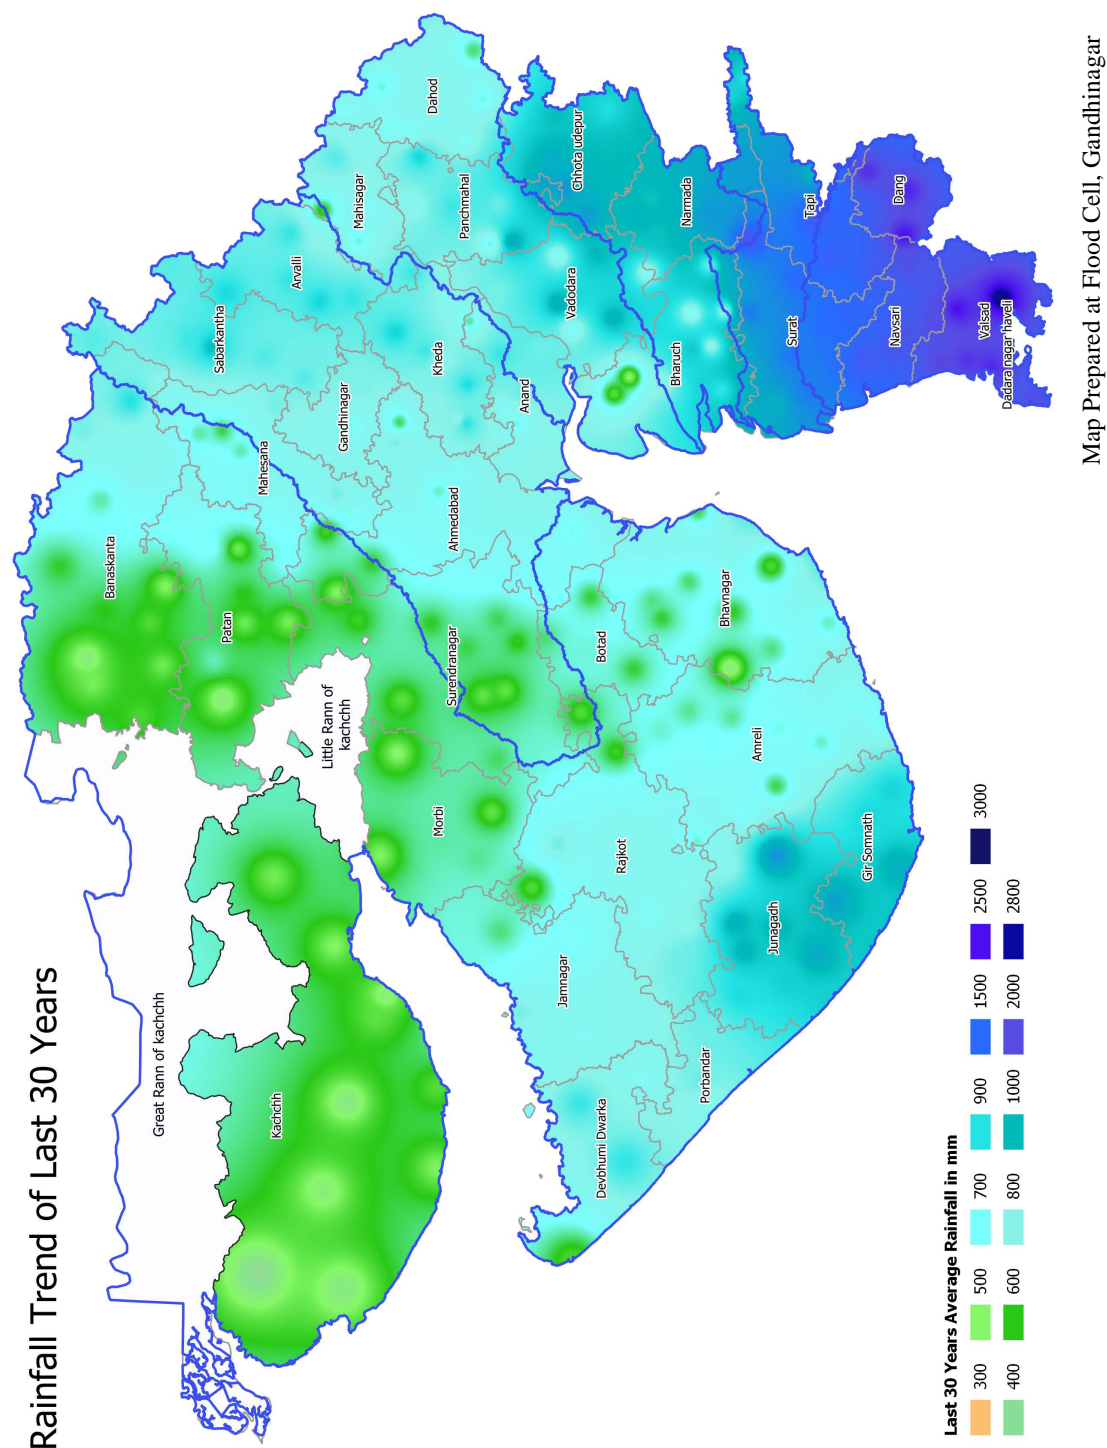 Rainfall Trend of Last 30 Years
Great Rann of kachchh
Kachchh
Little Rann of
kachchh
Banaskanta
Patan
Mahesana
Sabarkantha
Arvalli
Gandhinagar
Mahisagar
Dahod
Kheda
Panchmahal
Ahmedabad
Surendranagar
Morbi
Anand
Vadodara
Chhota udepur
Jamnagar
Rajkot
Botad
Devbhumi Dwarka
Bharuch
Narmada
Bhavnagar
Porbandar
Amreli
Junagadh
Surat
Tapi
Gir Somnath
Navsari
Dang
Valsad
Dadara nagar haveli
Last 30 Years Average Rainfall in mm
300 500 700 900 1500 2500 3000
400 600 800 1000 2000 2800
Map Prepared at Flood Cell, Gandhinagar